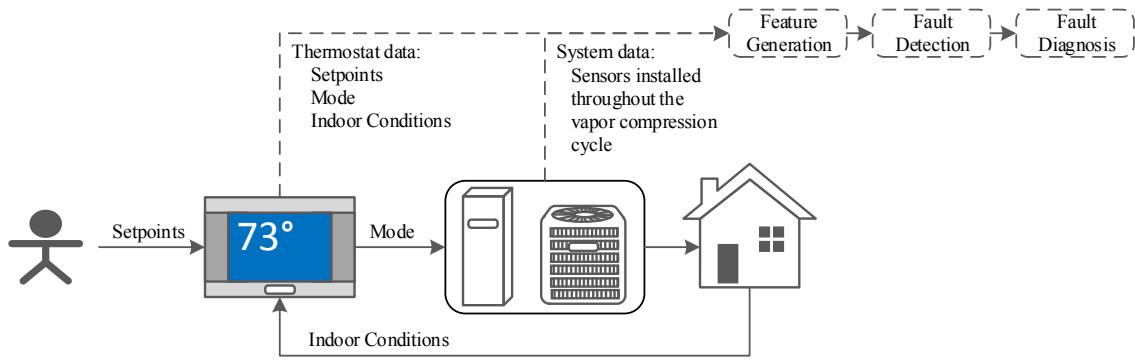 Feature
Generation
Fault
Detection
Fault
Diagnosis
Thermostat data:
Setpoints
Mode
Indoor Conditions
System data:
Sensors installed
throughout the
vapor compression
cycle
Setpoints
73°
Mode
Indoor Conditions